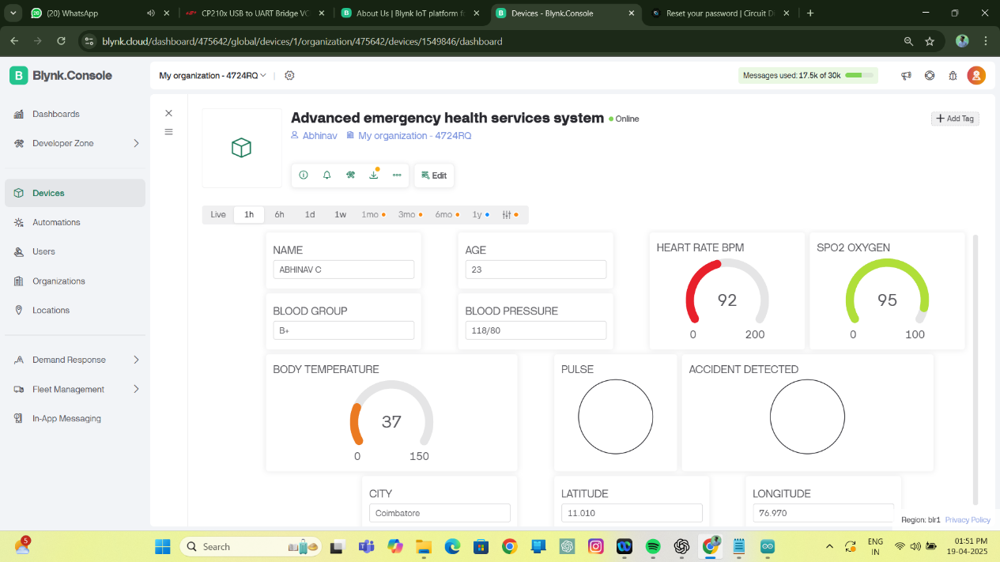 (20) WhatsApp
CP210x USB to UART Bridge VC
About Us | Blynk IoT platform fo
Devices - Blynk.Console
Reset your password | Circuit D
blynk.cloud/dashboard/475642/global/devices/1/organization/475642/devices/1549846/dashboard
B Blynk.Console
My organization - 4724RQ
Messages used: 17.5k of 30k
Dashboards
Developer Zone
Devices
Automations
Users
Organizations
Locations
Demand Response
Fleet Management
In-App Messaging
Advanced emergency health services system
Online
Add Tag
Abhinav
My organization - 4724RQ
Edit
Live 1h 6h 1d 1w 1mo 3mo 6mo 1y
NAME
ABHINAV C
AGE
23
HEART RATE BPM
92
0 200
SPO2 OXYGEN
95
0 100
BLOOD GROUP
B+
BLOOD PRESSURE
118/80
BODY TEMPERATURE
37
0 150
PULSE
ACCIDENT DETECTED
CITY
Coimbatore
LATITUDE
11.010
LONGITUDE
76.970
Region: blr1 Privacy Policy
5
Search
ENG
IN
01:51 PM
19-04-2025